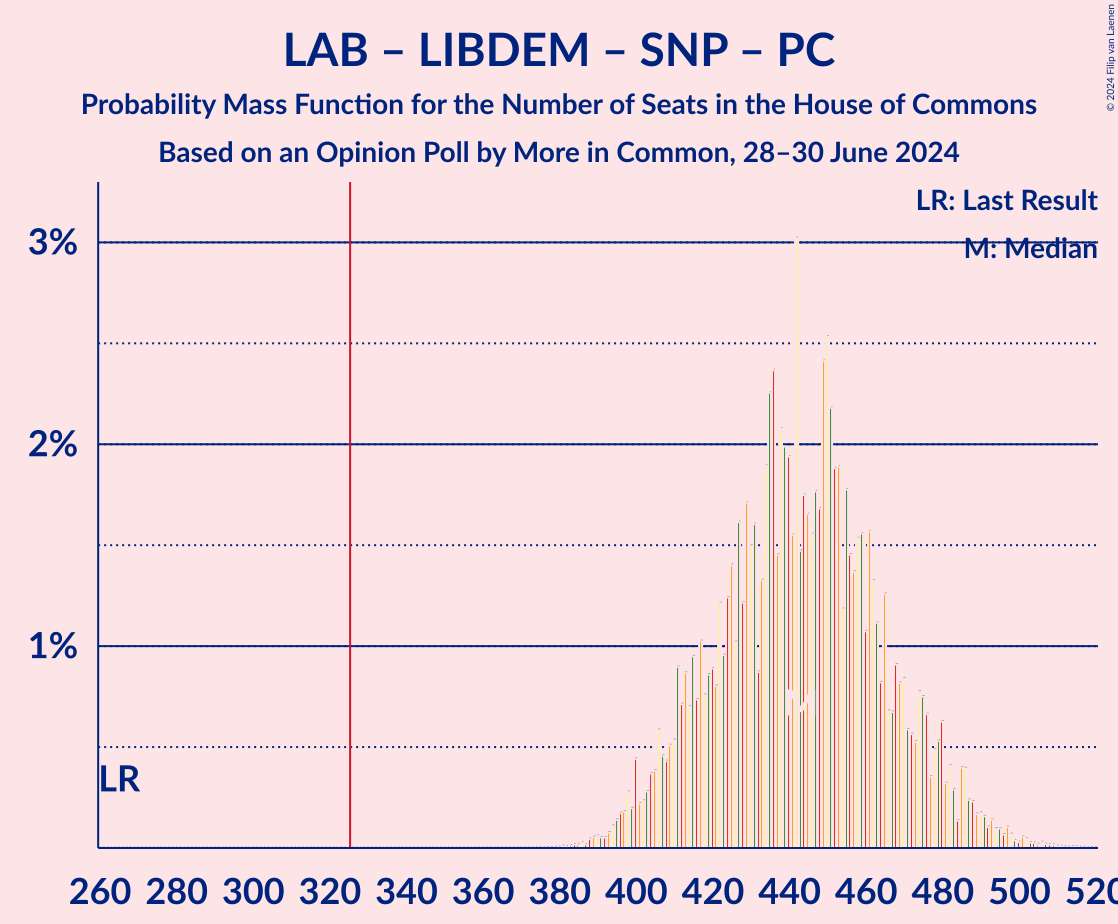 LAB – LIBDEM – SNP – PC
Probability Mass Function for the Number of Seats in the House of Commons
Based on an Opinion Poll by More in Common, 28–30 June 2024
© 2024 Filip van Laenen
LR: Last Result
M: Median
3%
2%
1%
LR
260 280 300 320 340 360 380 400 420 440 460 480 500 520